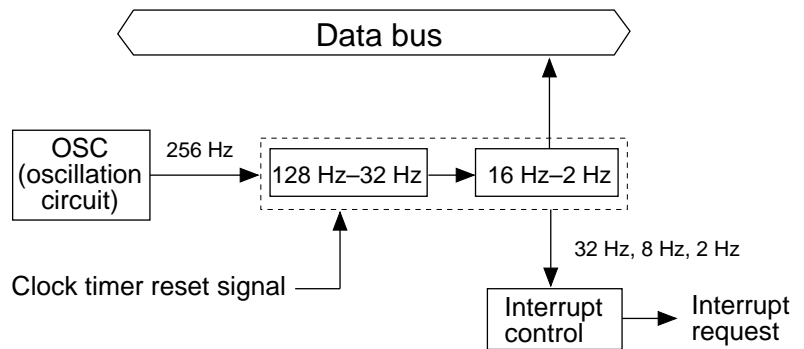 Data bus
OSC
(oscillation
circuit)
256 Hz
128 Hz–32 Hz
16 Hz–2 Hz
32 Hz, 8 Hz, 2 Hz
Clock timer reset signal
Interrupt
control
Interrupt
request